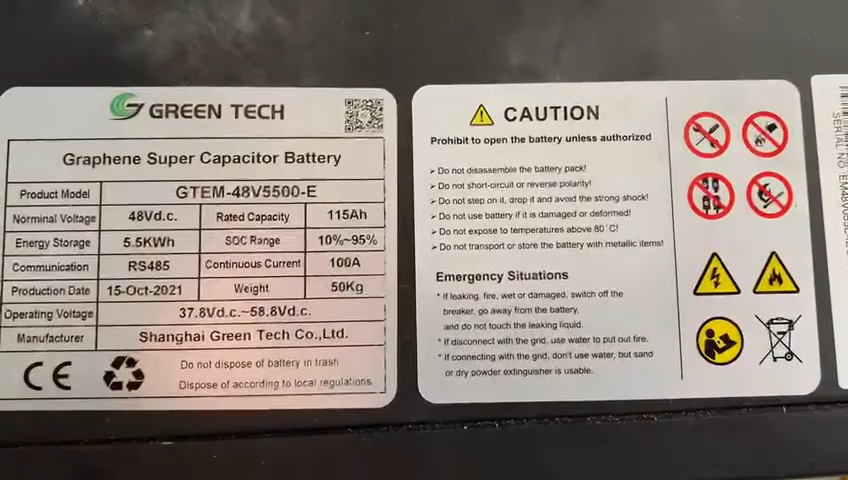 GREEN TECH
Graphene Super Capacitor Battery
Product Model GTEM-48V5500-E
Norminal Voltage 48Vd.c. Rated Capacity 115Ah
Energy Storage 5.5KWh SOC Range 10%~95%
Communication RS485 Continuous Current 100A
Production Date 15-Oct-2021 Weight 50Kg
Operating Voltage 37.8Vd.c.~58.8Vd.c.
Manufacturer Shanghai Green Tech Co.,Ltd.
CE
Do not dispose of battery in trash
Dispose of according to local regulations
CAUTION
Prohibit to open the battery unless authorized
➢ Do not disassemble the battery pack!
➢ Do not short-circuit or reverse polarity!
➢ Do not step on it, drop it and avoid the strong shock!
➢ Do not use battery if it is damaged or deformed!
➢ Do not expose to temperatures above 80°C!
➢ Do not transport or store the battery with metallic items!
Emergency Situations
* If leaking, fire, wet or damaged, switch off the
breaker, go away from the battery,
and do not touch the leaking liquid.
* If disconnect with the grid, use water to put out fire.
* If connecting with the grid, don't use water, but sand
or dry powder extinguisher is usable.
SERIAL NO.